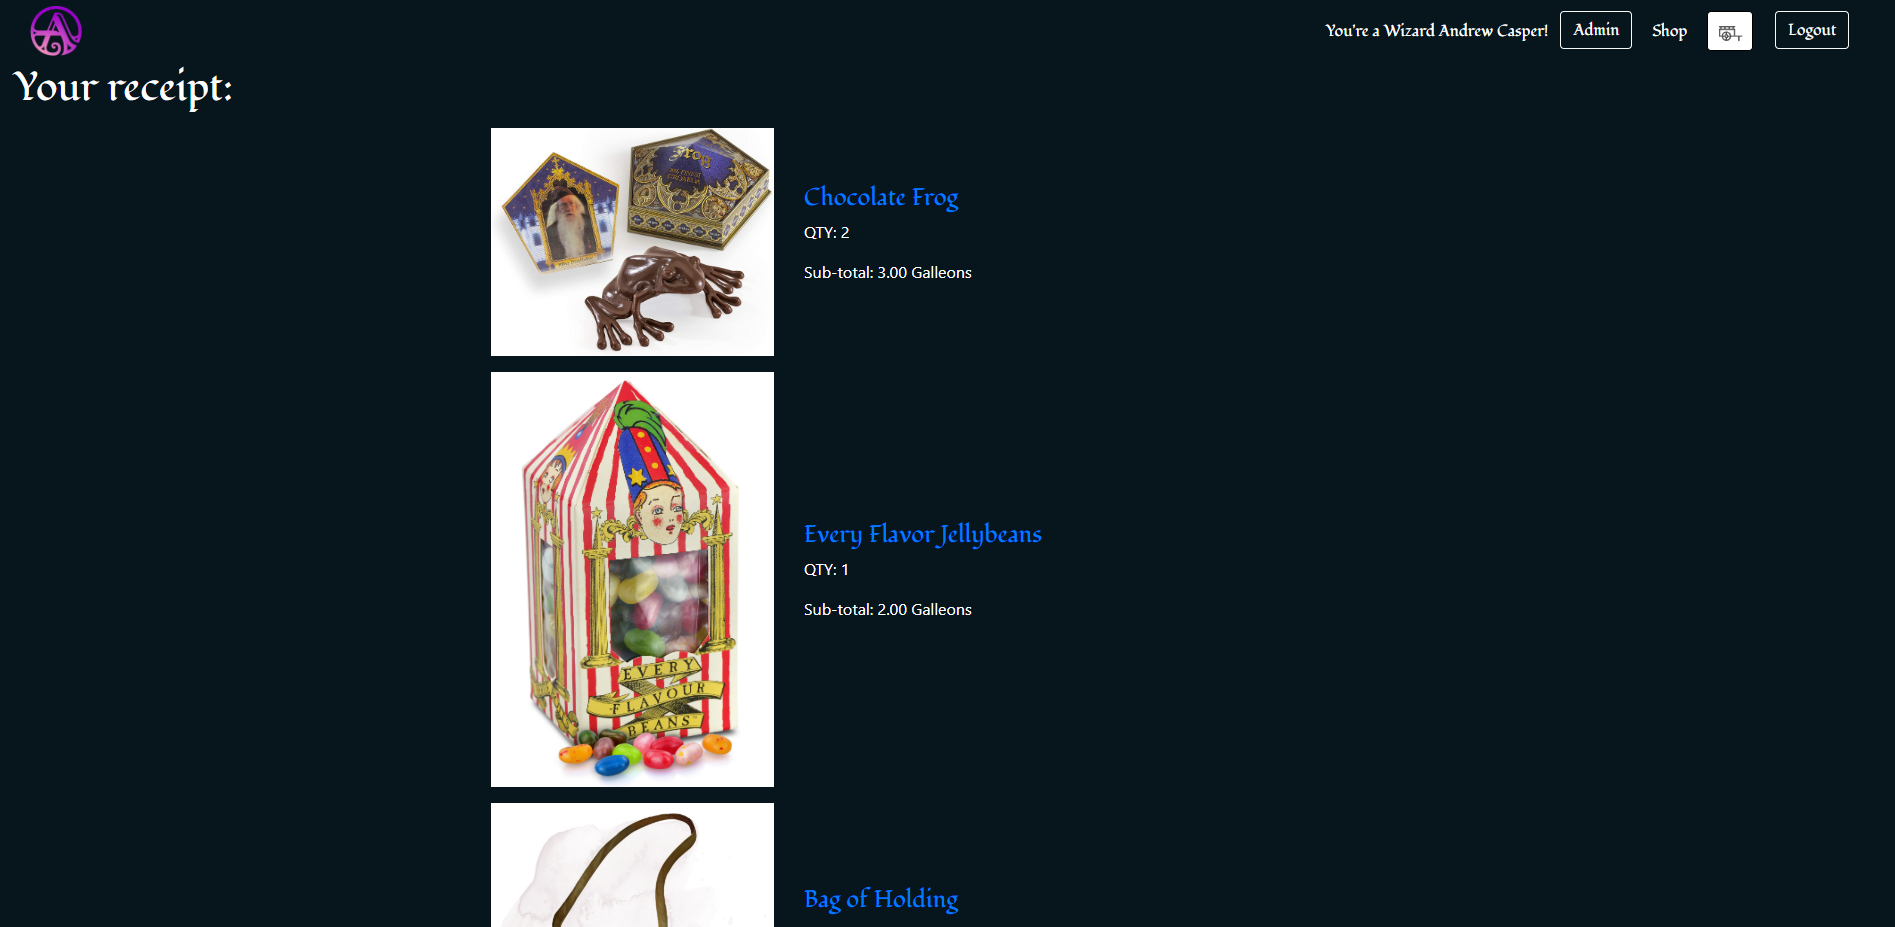 You're a Wizard Andrew Casper!
Admin
Shop
Logout
Your receipt:
Frog
Chocolate Frog
QTY: 2
Sub-total: 3.00 Galleons
Every Flavor Jellybeans
QTY: 1
Sub-total: 2.00 Galleons
EVERY
FLAVOUR
BEANS
Bag of Holding